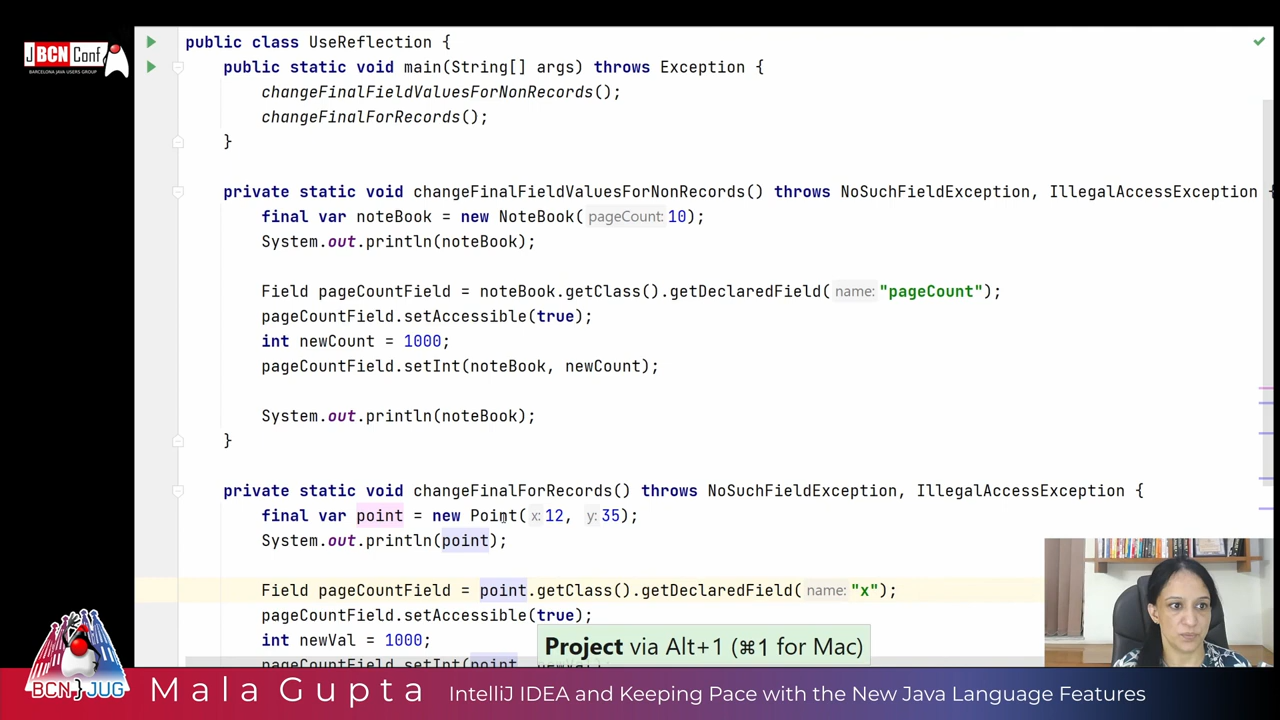 JBCNConf
BARCELONA JAVA USERS GROUP
public class UseReflection {
public static void main(String[] args) throws Exception {
changeFinalFieldValuesForNonRecords();
changeFinalForRecords();
}
private static void changeFinalFieldValuesForNonRecords() throws NoSuchFieldException, IllegalAccessException {
final var noteBook = new NoteBook( pageCount: 10);
System.out.println(noteBook);
Field pageCountField = noteBook.getClass().getDeclaredField( name: "pageCount");
pageCountField.setAccessible(true);
int newCount = 1000;
pageCountField.setInt(noteBook, newCount);
System.out.println(noteBook);
}
private static void changeFinalForRecords() throws NoSuchFieldException, IllegalAccessException {
final var point = new Point( x: 12, y: 35);
System.out.println(point);
Field pageCountField = point.getClass().getDeclaredField( name: "x");
pageCountField.setAccessible(true);
int newVal = 1000;
pageCountField.setInt(point,
Project via Alt+1 (⌘1 for Mac)
BCN}JUG
Mala Gupta
IntelliJ IDEA and Keeping Pace with the New Java Language Features